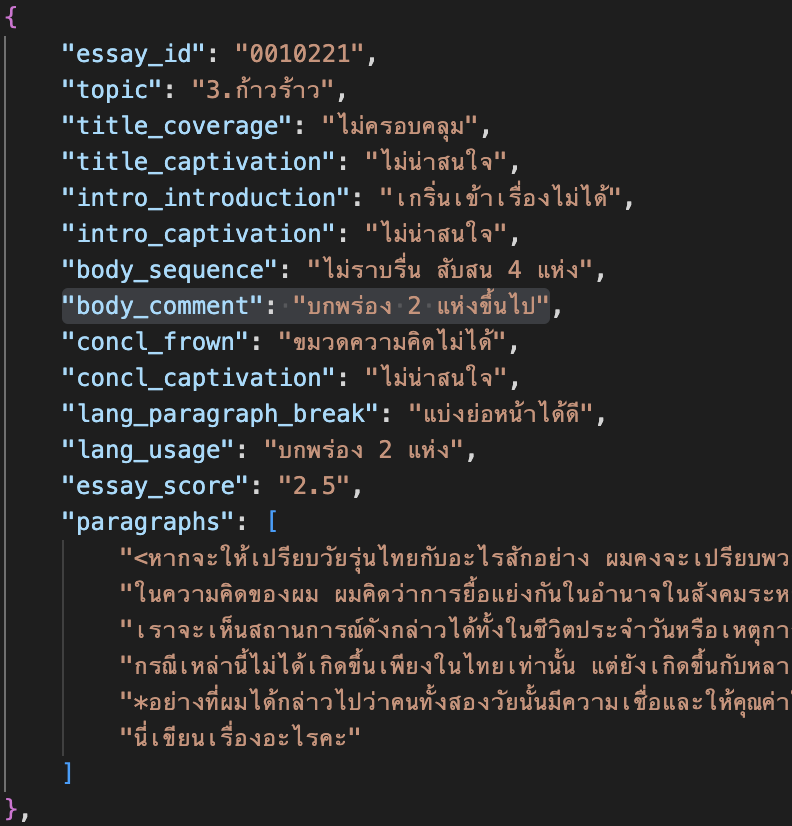 {
"essay_id": "0010221",
"topic": "3.ก้าวร้าว",
"title_coverage": "ไม่ครอบคลุม",
"title_captivation": "ไม่น่าสนใจ",
"intro_introduction": "เกริ่นเข้าเรื่องไม่ได้",
"intro_captivation": "ไม่น่าสนใจ",
"body_sequence": "ไม่ราบรื่น สับสน 4 แห่ง",
"body_comment": "บกพร่อง 2 แห่งขึ้นไป",
"concl_frown": "ขมวดความคิดไม่ได้",
"concl_captivation": "ไม่น่าสนใจ",
"lang_paragraph_break": "แบ่งย่อหน้าได้ดี",
"lang_usage": "บกพร่อง 2 แห่ง",
"essay_score": "2.5",
"paragraphs": [
"<หากจะให้เปรียบวัยรุ่นไทยกับอะไรสักอย่าง ผมคงจะเปรียบพว
"ในความคิดของผม ผมคิดว่าการยื้อแย่งกันในอำนาจในสังคมระห
"เราจะเห็นสถานการณ์ดังกล่าวได้ทั้งในชีวิตประจำวันหรือเหตุกา
"กรณีเหล่านี้ไม่ได้เกิดขึ้นเพียงในไทยเท่านั้น แต่ยังเกิดขึ้นกับหลา
"*อย่างที่ผมได้กล่าวไปว่าคนทั้งสองวัยนั้นมีความเชื่อและให้คุณค่า
"นี่เขียนเรื่องอะไรคะ"
]
},